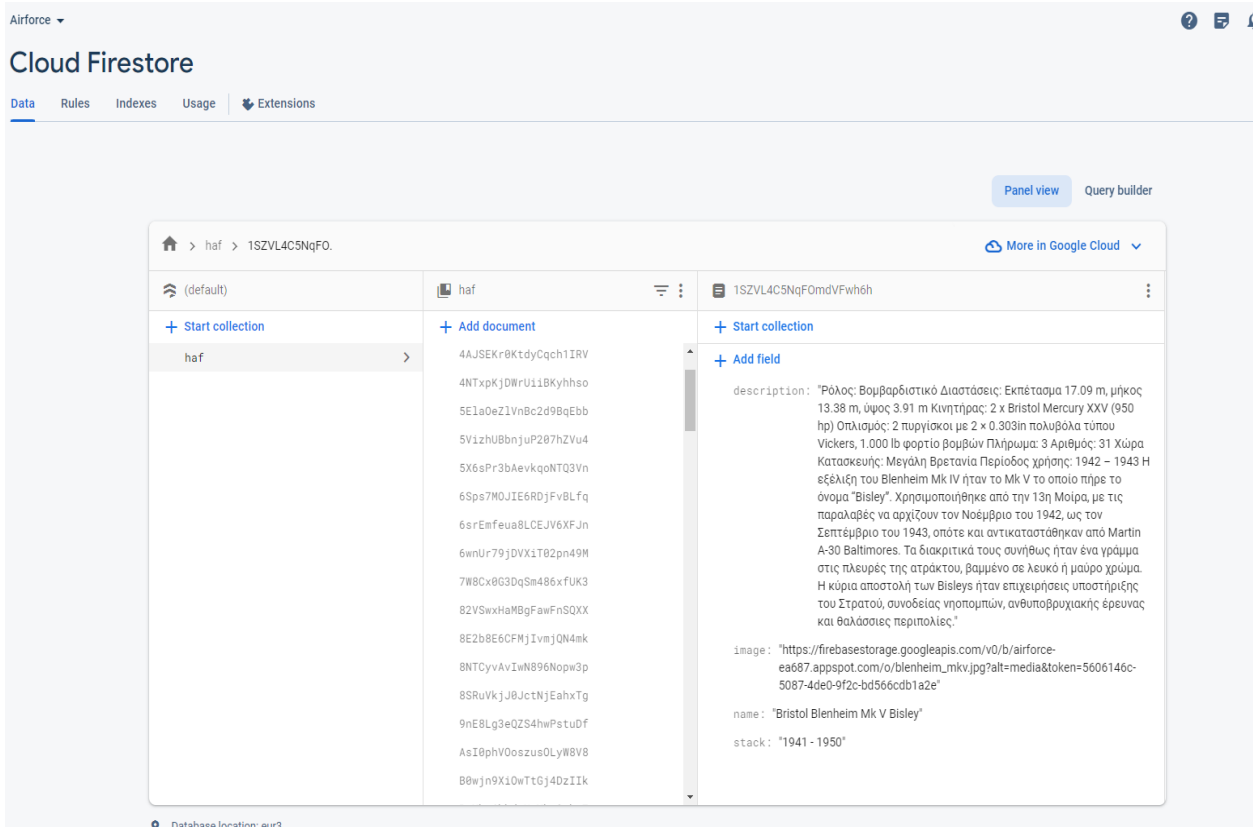 Airforce
Cloud Firestore
Data Rules Indexes Usage Extensions
Panel view Query builder
haf > 1SZVL4C5NqFO.
More in Google Cloud
(default)
haf
1SZVL4C5NqFOmdVFwh6h
+ Start collection
+ Add document
+ Start collection
haf
4AJSEKr0KtdyCqch1IRV
4NTxpKjDWrUiiBKyhhso
5ElaOeZlVnBc2d9BqEbb
5VizhUBbnjuP207hZVu4
5X6sPr3bAevkqoNTQ3Vn
6Sps7MOJIE6RDjFvBLfq
6srEmfeua8LCEJV6XFJn
6wnUr79jDVXiT02pn49M
7W8Cx0G3DqSm486xfUK3
82VSwxHaMBgFawFnSQXX
8E2b8E6CFMjIvmjQN4mk
8NTCyvAvIwN896Nopw3p
8SRuVkjJ0JctNjEahxTg
9nE8Lg3eQZS4hwPstuDf
AsI0phVOoszusOLyW8V8
B0wjn9XiOwTtGj4DzIIk
+ Add field
description: "Ρόλος: Βομβαρδιστικό Διαστάσεις: Εκπέτασμα 17.09 m, μήκος
13.38 m, ύψος 3.91 m Κινητήρας: 2 x Bristol Mercury XXV (950
hp) Οπλισμός: 2 πυργίσκοι με 2 × 0.303in πολυβόλα τύπου
Vickers, 1.000 lb φορτίο βομβών Πλήρωμα: 3 Αριθμός: 31 Χώρα
Κατασκευής: Μεγάλη Βρετανία Περίοδος χρήσης: 1942 – 1943 Η
εξέλιξη του Blenheim Mk IV ήταν το Mk V το οποίο πήρε το
όνομα “Bisley”. Χρησιμοποιήθηκε από την 13η Μοίρα, με τις
παραλαβές να αρχίζουν τον Νοέμβριο του 1942, ως τον
Σεπτέμβριο του 1943, οπότε και αντικαταστάθηκαν από Martin
A-30 Baltimores. Τα διακριτικά τους συνήθως ήταν ένα γράμμα
στις πλευρές της ατράκτου, βαμμένο σε λευκό ή μαύρο χρώμα.
Η κύρια αποστολή των Bisleys ήταν επιχειρήσεις υποστήριξης
του Στρατού, συνοδείας νηοπομπών, ανθυποβρυχιακής έρευνας
και θαλάσσιες περιπολίες."
image: "https://firebasestorage.googleapis.com/v0/b/airforce-
ea687.appspot.com/o/blenheim_mkv.jpg?alt=media&token=5606146c-
5087-4de0-9f2c-bd566cdb1a2e"
name: "Bristol Blenheim Mk V Bisley"
stack: "1941 - 1950"
Database location: eur3